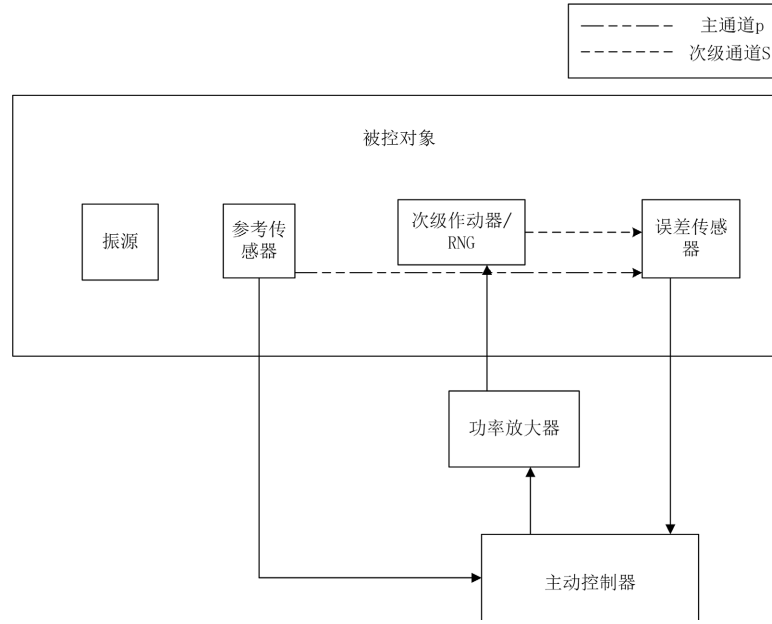 主通道p
次级通道S
被控对象
振源
参考传
感器
次级作动器/
RNG
误差传感
器
功率放大器
主动控制器